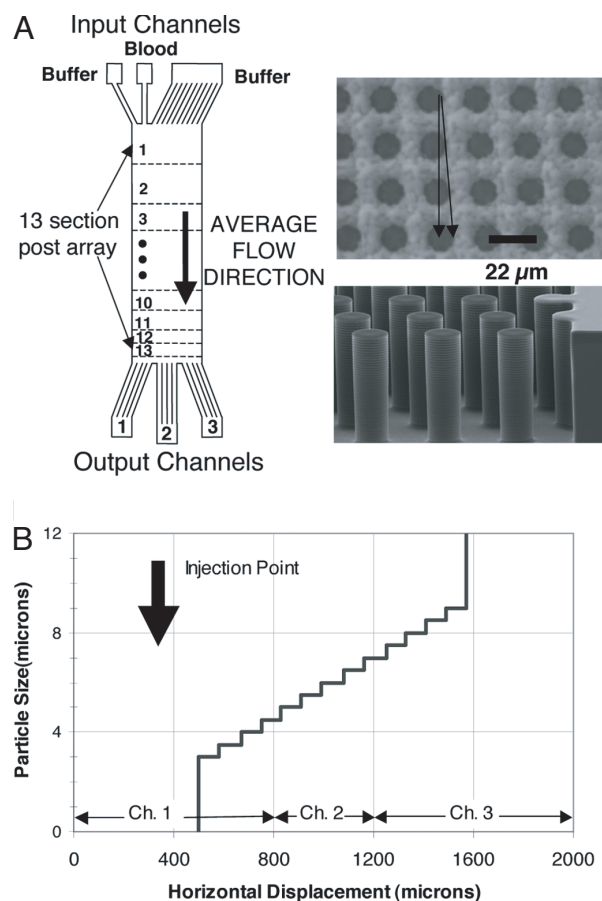 A
Input Channels
Blood
Buffer
Buffer
1
2
3
13 section
post array
AVERAGE
FLOW
DIRECTION
10
11
12
13
1
2
3
Output Channels
22 µm
B
12
8
4
0
Particle Size(microns)
Injection Point
Ch. 1
Ch. 2
Ch. 3
0
400
800
1200
1600
2000
Horizontal Displacement (microns)